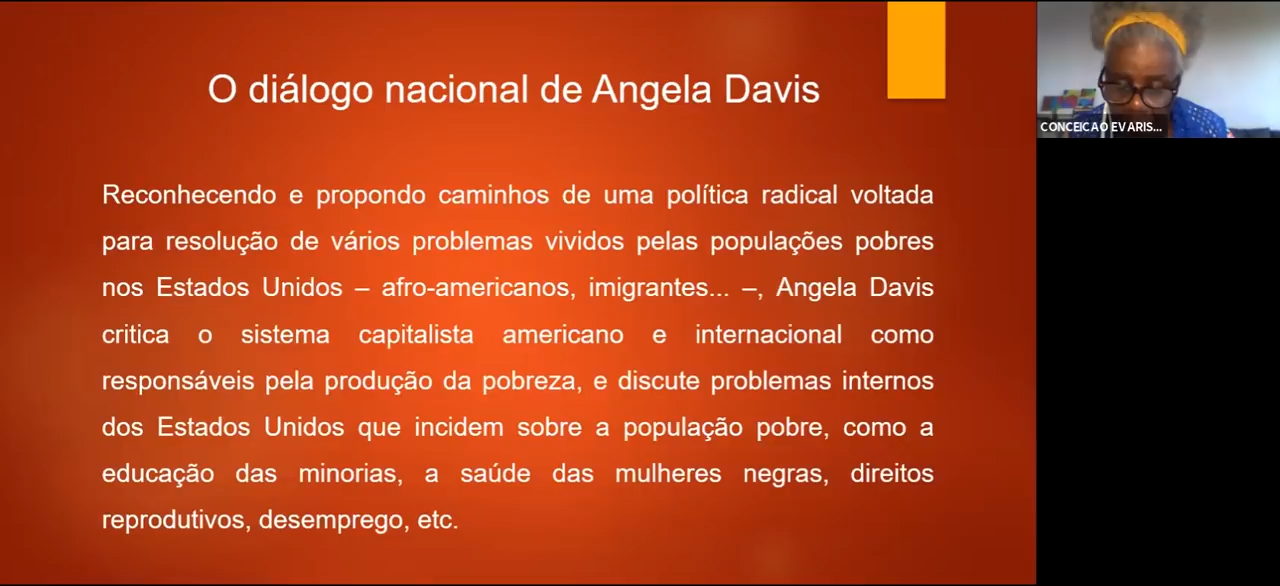 O diálogo nacional de Angela Davis
Reconhecendo e propondo caminhos de uma política radical voltada
para resolução de vários problemas vividos pelas populações pobres
nos Estados Unidos – afro-americanos, imigrantes... –, Angela Davis
critica o sistema capitalista americano e internacional como
responsáveis pela produção da pobreza, e discute problemas internos
dos Estados Unidos que incidem sobre a população pobre, como a
educação das minorias, a saúde das mulheres negras, direitos
reprodutivos, desemprego, etc.
CONCEICAO EVARIS...